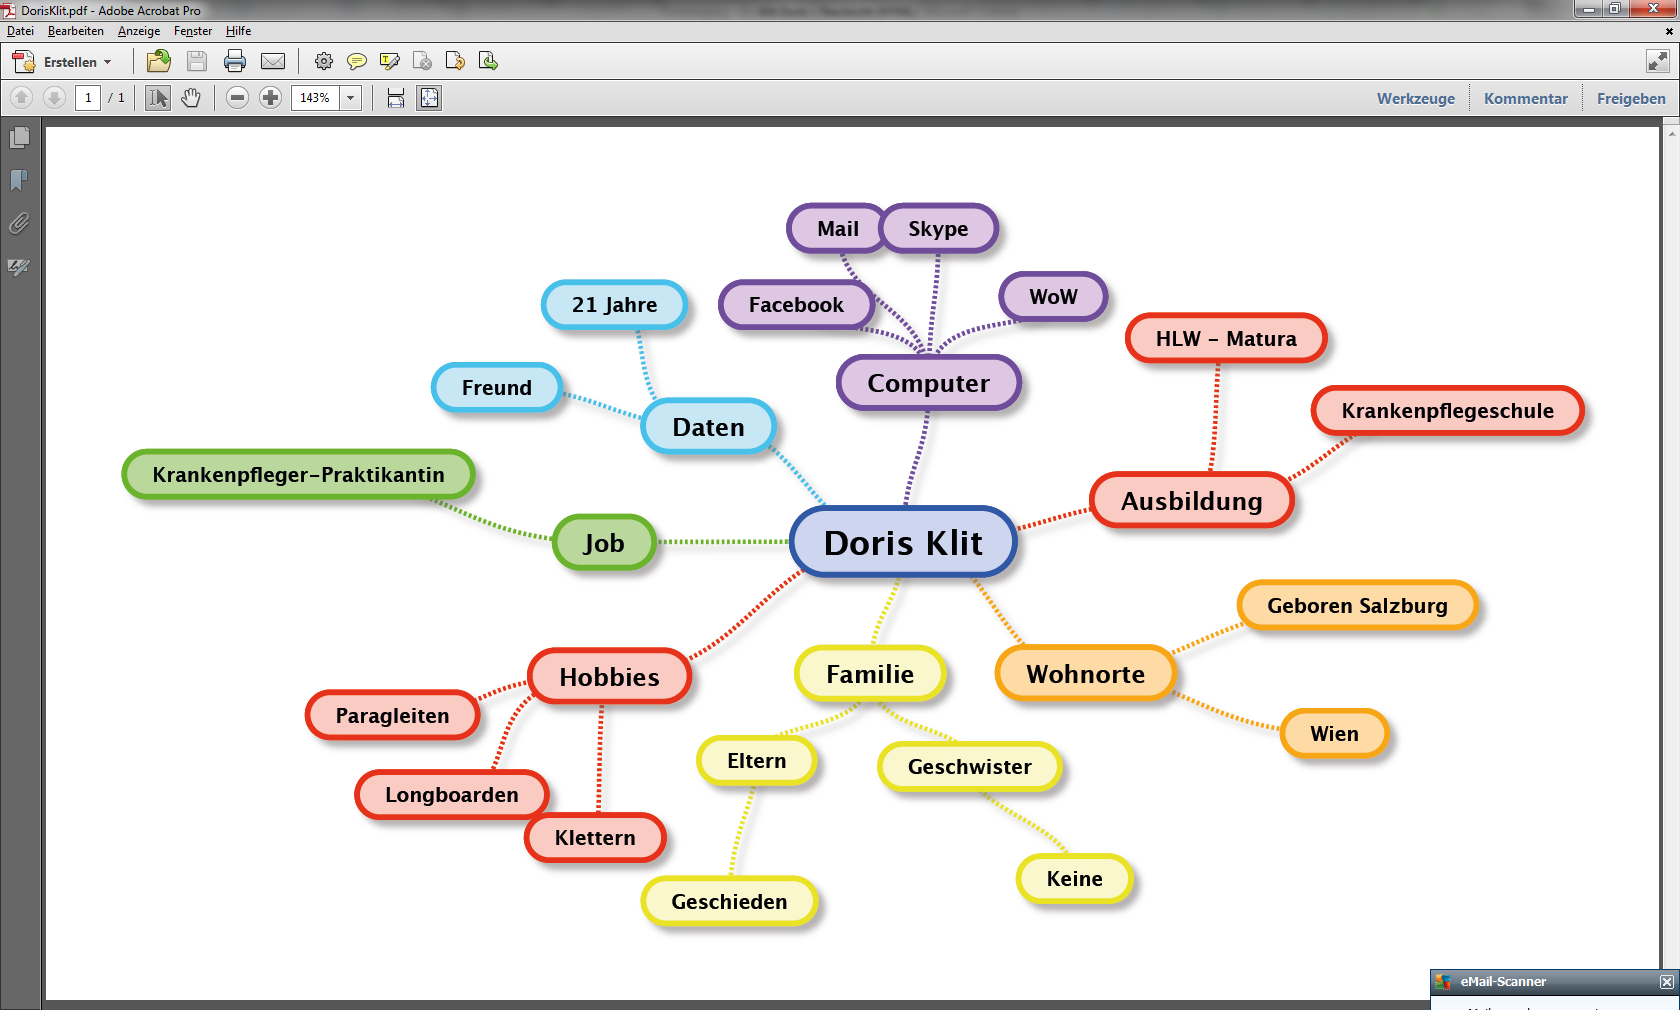 DorisKlit.pdf - Adobe Acrobat Pro
Datei Bearbeiten Anzeige Fenster Hilfe
Erstellen
1 / 1 143% Werkzeuge Kommentar Freigeben
Mail Skype
Facebook WoW
21 Jahre
HLW - Matura
Freund
Computer
Krankenpflegeschule
Daten
Krankenpfleger-Praktikantin
Ausbildung
Job
Doris Klit
Geboren Salzburg
Hobbies
Familie
Wohnorte
Paragleiten
Wien
Eltern
Geschwister
Longboarden
Klettern
Keine
Geschieden
eMail-Scanner